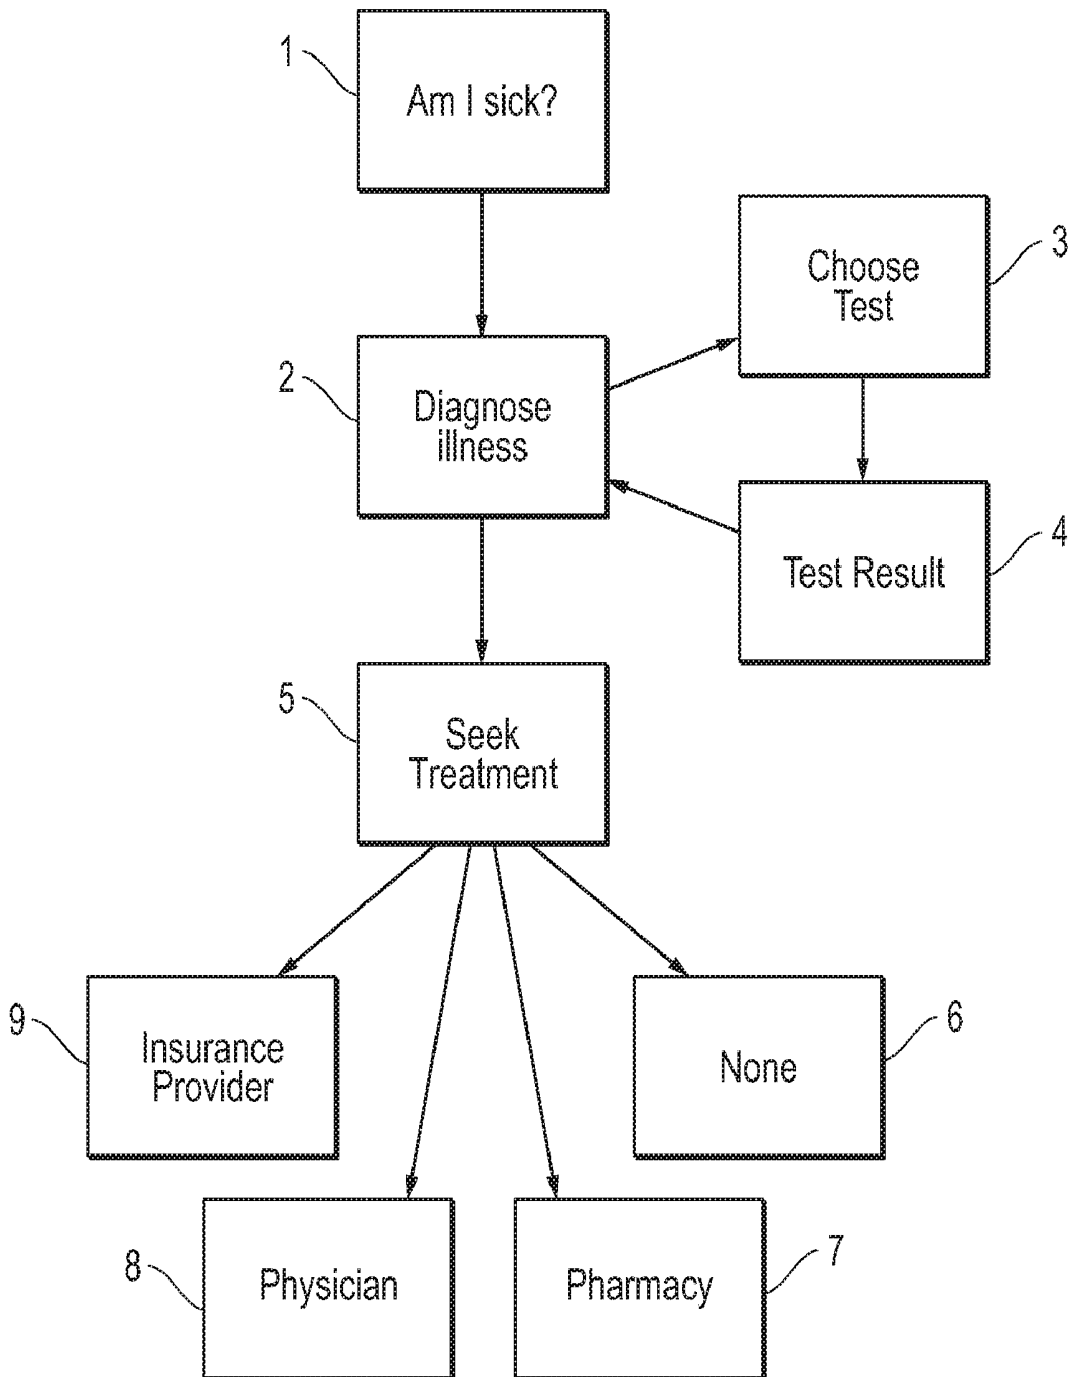 1
Am I sick?
3
Choose
Test
2
Diagnose
illness
4
Test Result
5
Seek
Treatment
9
Insurance
Provider
6
None
8
Physician
7
Pharmacy